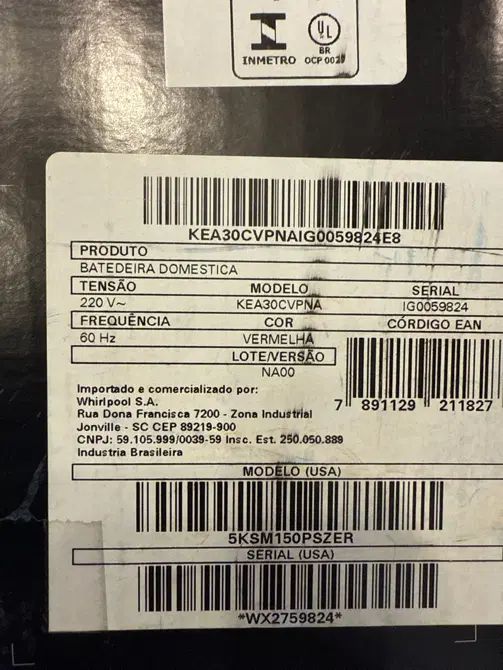 UL
BR
INMETRO OCP 0029
KEA30CVPNAIG0059824E8
PRODUTO
BATEDEIRA DOMESTICA
TENSÃO MODELO SERIAL
220 V~ KEA30CVPNA IG0059824
FREQUÊNCIA COR CÓRDIGO EAN
60 Hz VERMELHA
LOTE/VERSÃO
NA00
7 891129 211827
Importado e comercializado por:
Whirlpool S.A.
Rua Dona Francisca 7200 - Zona Industrial
Jonville - SC CEP 89219-900
CNPJ: 59.105.999/0039-59 Insc. Est. 250.050.889
Industria Brasileira
MODELO (USA)
5KSM150PSZER
SERIAL (USA)
*WX2759824*